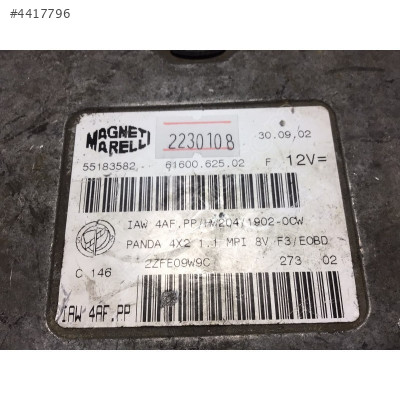 #4417796
MAGNETI MARELLI
2230108
30.09.02
55183582 61600.625.02 F 12V=
IAW 4AF.PP/HW204/1902-0CW
PANDA 4X2 1.1 MPI 8V F3/EOBD
C 146 2ZFE09W9C 273 02
IAW 4AF.PP